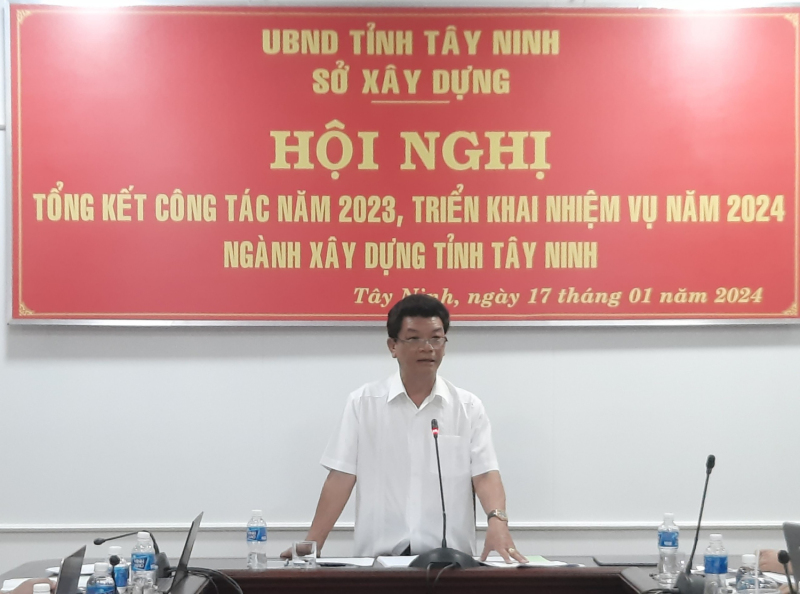 UBND TỈNH TÂY NINH
SỞ XÂY DỰNG
HỘI NGHỊ
TỔNG KẾT CÔNG TÁC NĂM 2023, TRIỂN KHAI NHIỆM VỤ NĂM 2024
NGÀNH XÂY DỰNG TỈNH TÂY NINH
Tây Ninh, ngày 17 tháng 01 năm 2024